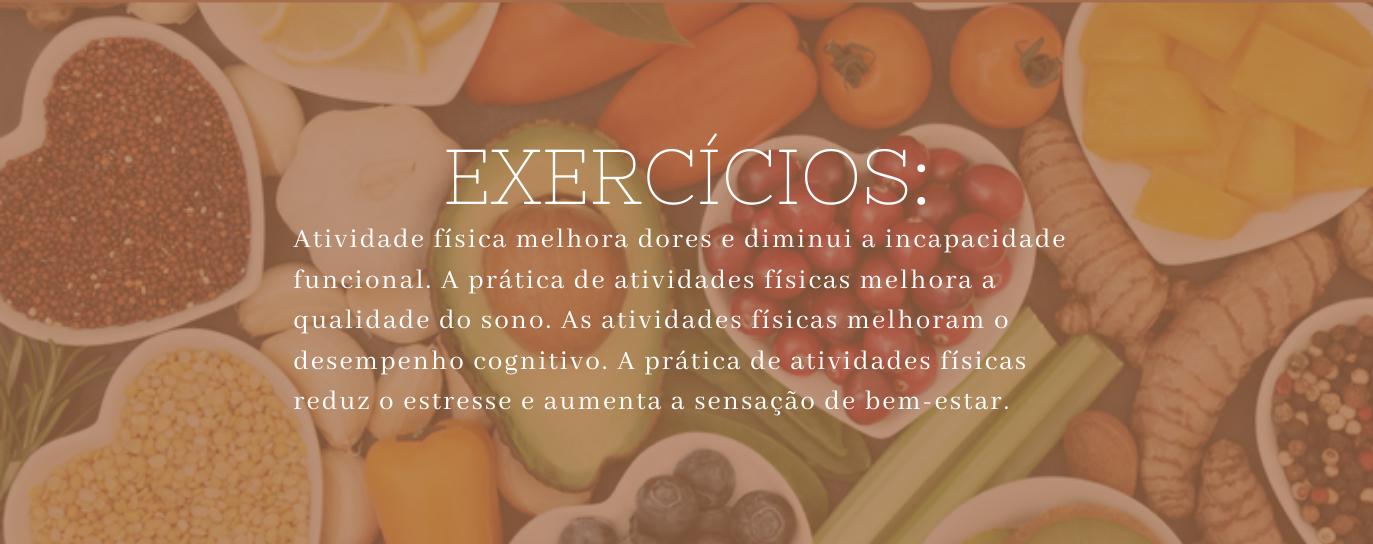 EXERCÍCIOS:
Atividade física melhora dores e diminui a incapacidade
funcional. A prática de atividades físicas melhora a
qualidade do sono. As atividades físicas melhoram o
desempenho cognitivo. A prática de atividades físicas
reduz o estresse e aumenta a sensação de bem-estar.